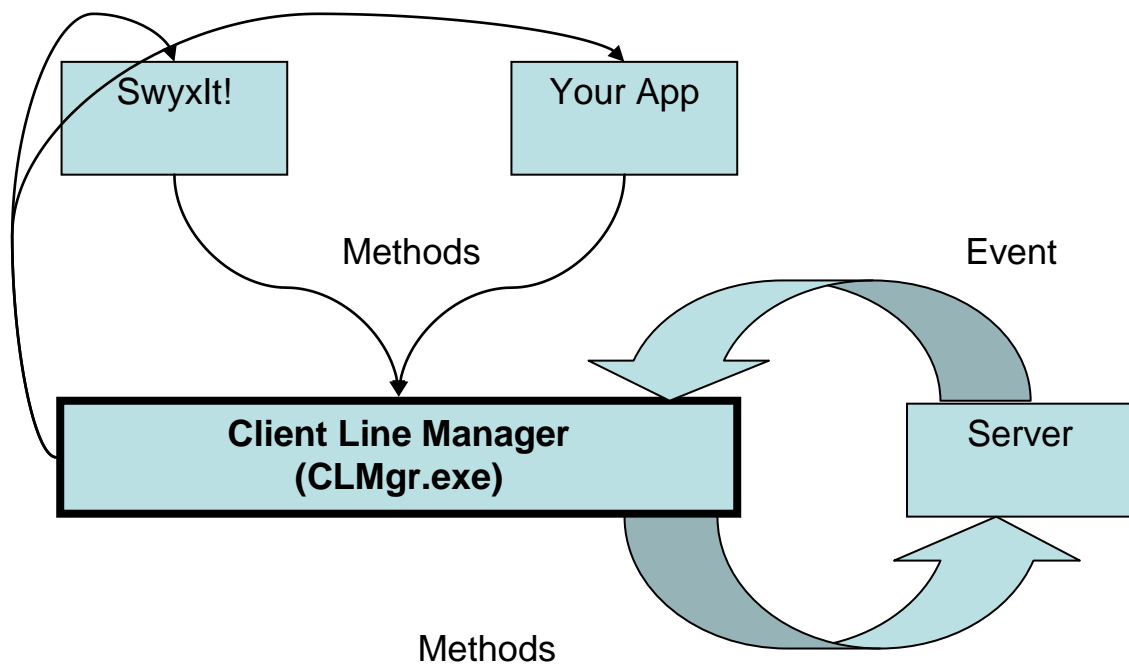 SwyxIt!
Your App
Methods
Event
Client Line Manager
(CLMgr.exe)
Server
Methods